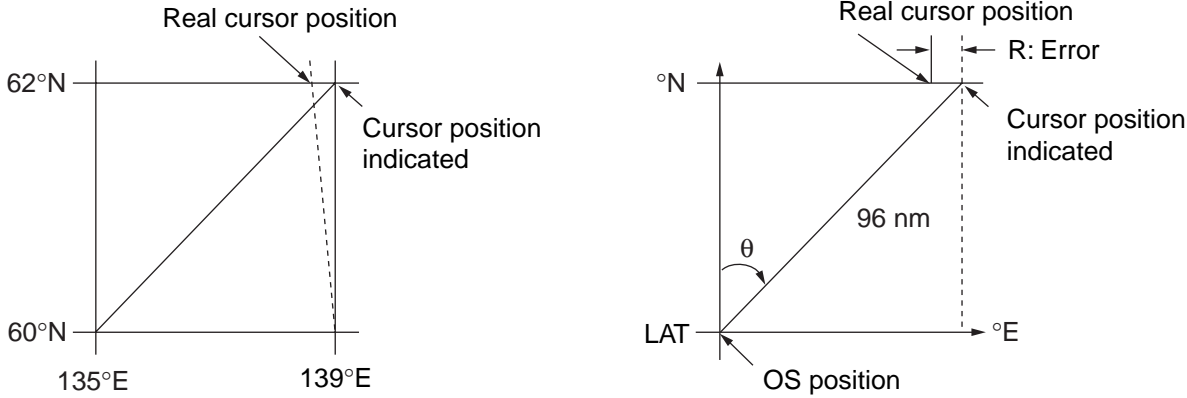 Real cursor position
62°N
Cursor position
indicated
60°N
135°E
139°E
Real cursor position
R: Error
°N
Cursor position
indicated
96 nm
θ
LAT
°E
OS position